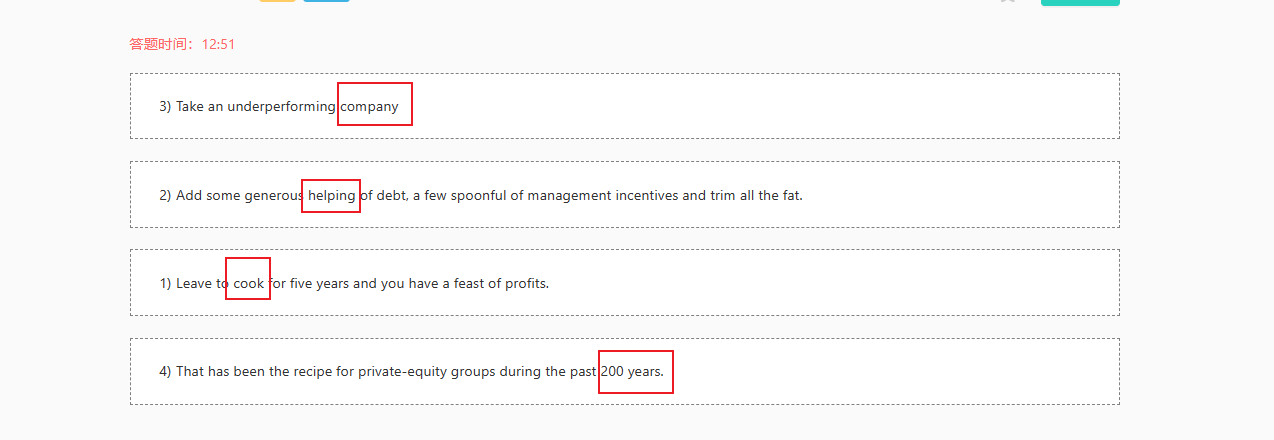 答题时间：12:51
3) Take an underperforming company
2) Add some generous helping of debt, a few spoonful of management incentives and trim all the fat.
1) Leave to cook for five years and you have a feast of profits.
4) That has been the recipe for private-equity groups during the past 200 years.